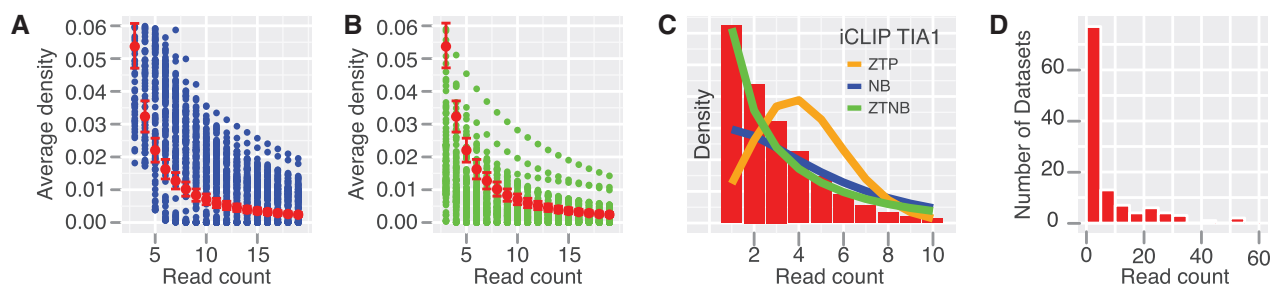 A
Average density
0.06
0.05
0.04
0.03
0.02
0.01
0.00
5
10
15
Read count
B
Average density
0.06
0.05
0.04
0.03
0.02
0.01
0.00
5
10
15
Read count
C
Density
iCLIP TIA1
ZTP
NB
ZTNB
2
4
6
8
10
Read count
D
Number of Datasets
60
40
20
0
0
20
40
60
Read count